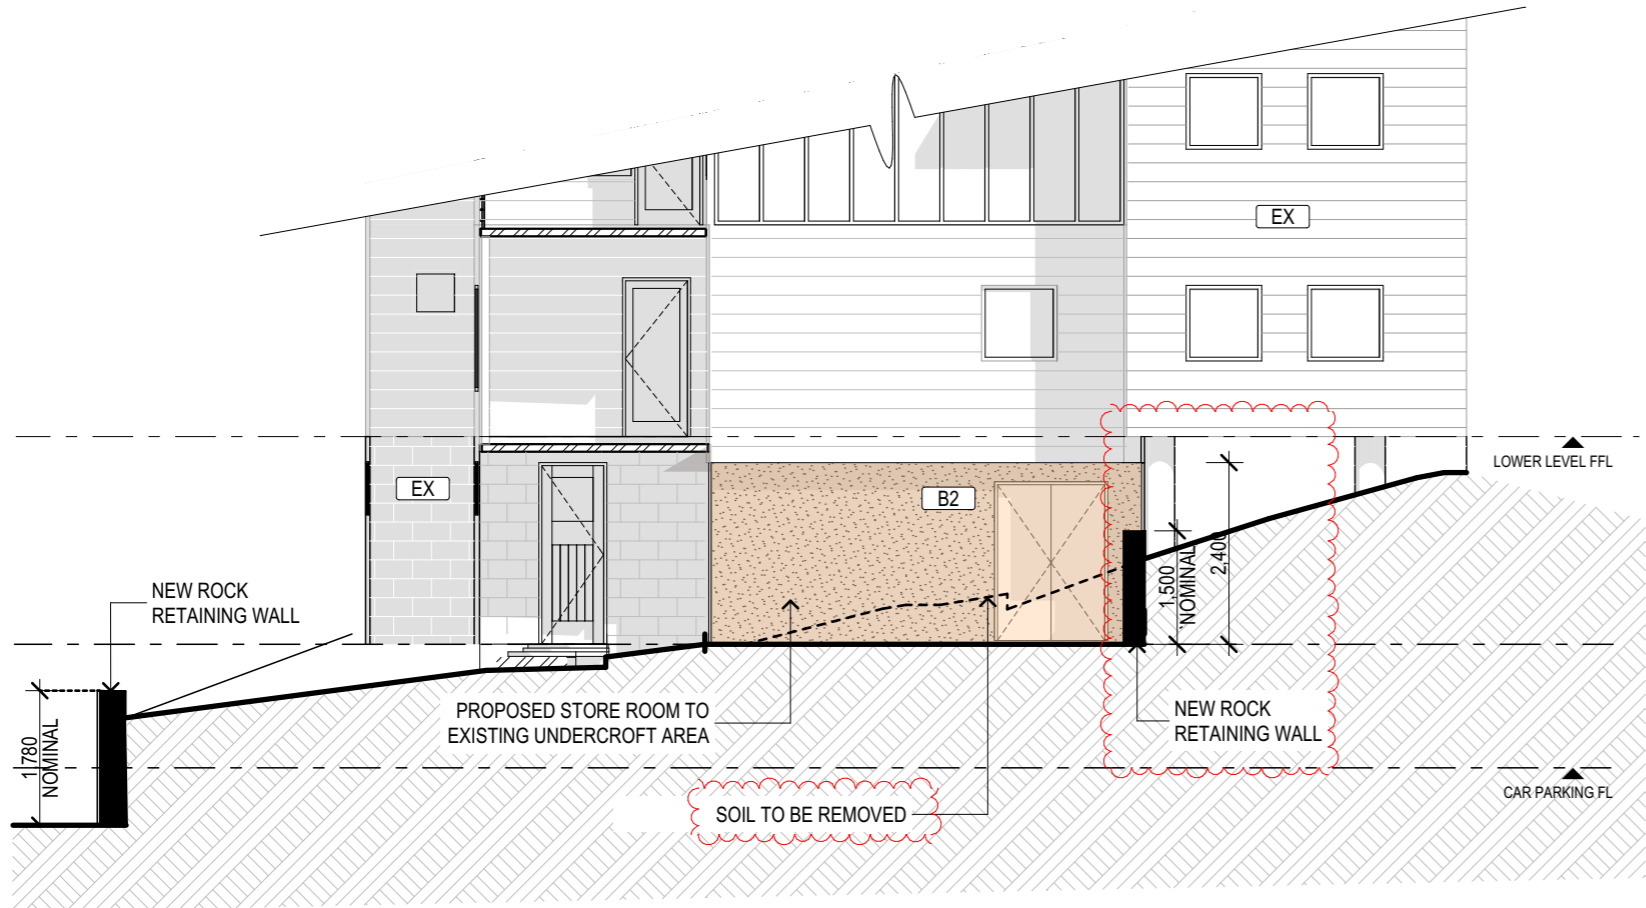 EX
LOWER LEVEL FFL
EX
B2
2,400
1,500
NOMINAL
NEW ROCK
RETAINING WALL
PROPOSED STORE ROOM TO
EXISTING UNDERCROFT AREA
NEW ROCK
RETAINING WALL
1,780
NOMINAL
CAR PARKING FL
SOIL TO BE REMOVED